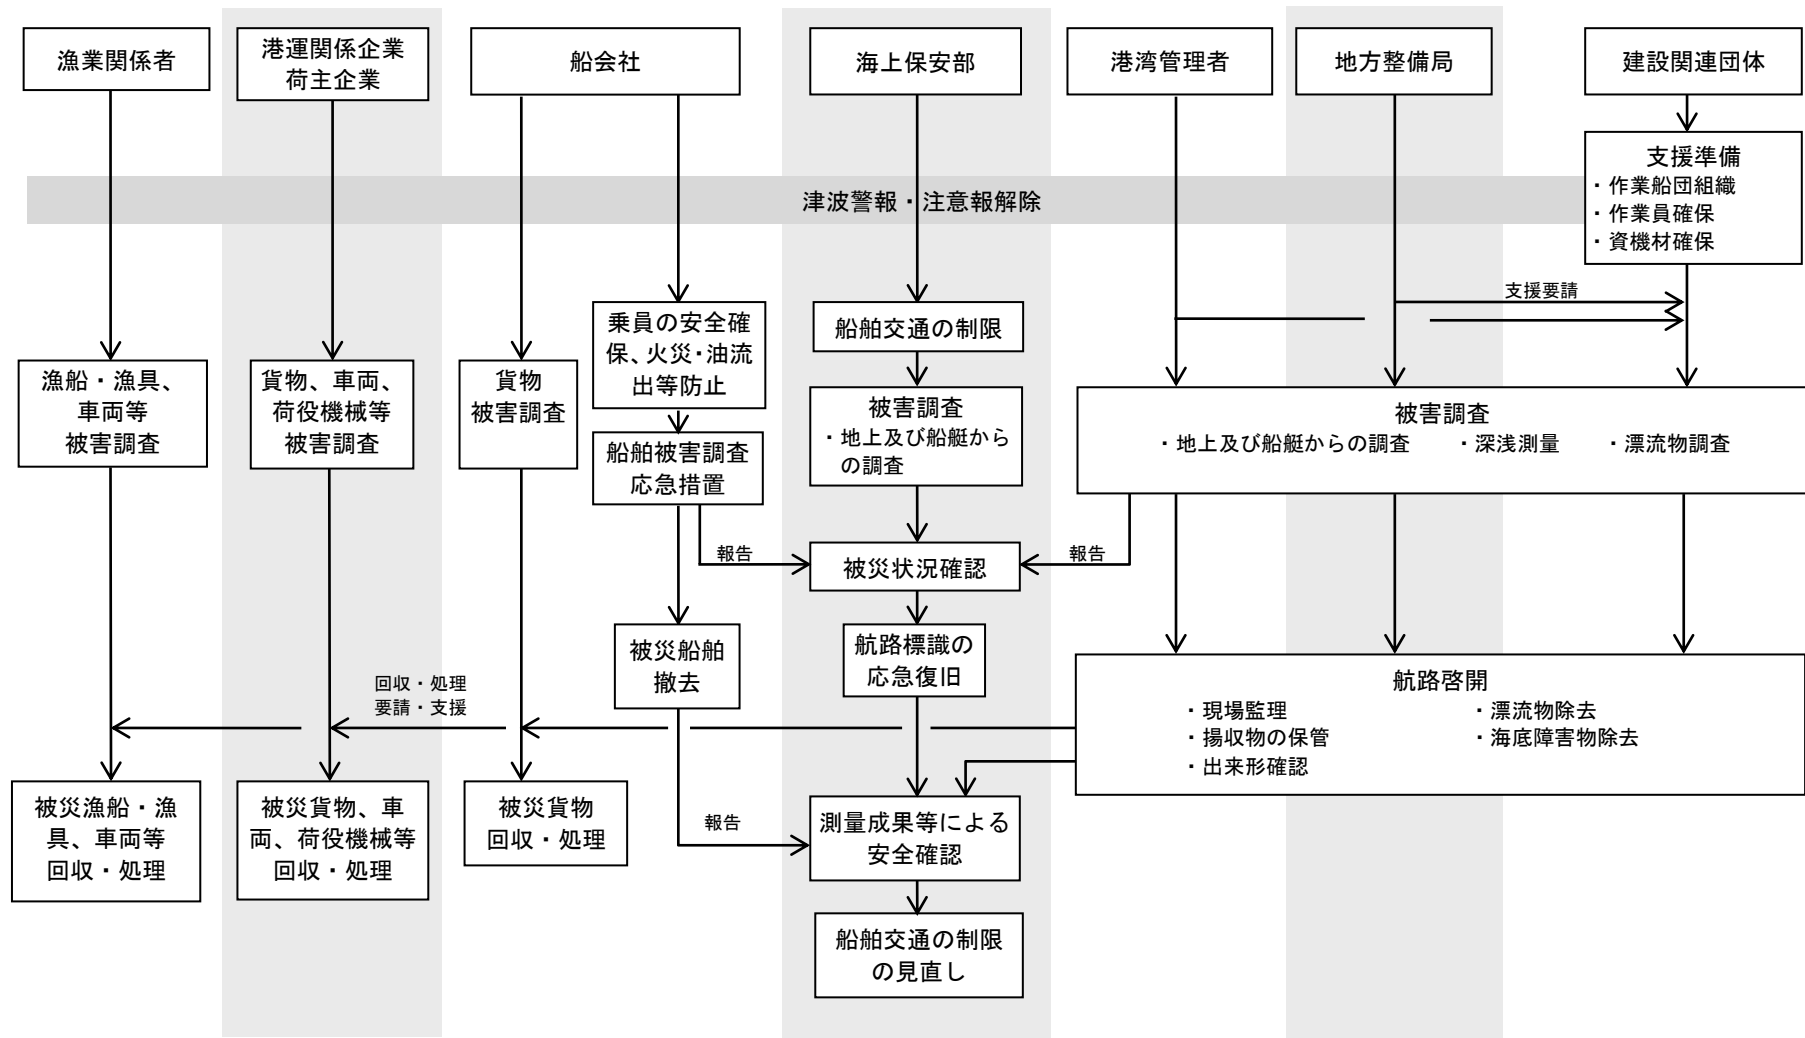 漁業関係者
港運関係企業
荷主企業
船会社
海上保安部
港湾管理者
地方整備局
建設関連団体
支援準備
・作業船団組織
・作業員確保
・資機材確保
津波警報・注意報解除
支援要請
乗員の安全確
保、火災・油流
出等防止
船舶交通の制限
漁船・漁具、
車両等
被害調査
貨物、車両、
荷役機械等
被害調査
貨物
被害調査
船舶被害調査
応急措置
被害調査
・地上及び船艇から
の調査
被害調査
・地上及び船艇からの調査
・深浅測量
・漂流物調査
報告
被災状況確認
報告
被災船舶
撤去
航路標識の
応急復旧
回収・処理
要請・支援
航路啓開
・現場監理
・揚収物の保管
・出来形確認
・漂流物除去
・海底障害物除去
被災漁船・漁
具、車両等
回収・処理
被災貨物、車
両、荷役機械等
回収・処理
被災貨物
回収・処理
報告
測量成果等による
安全確認
船舶交通の制限
の見直し